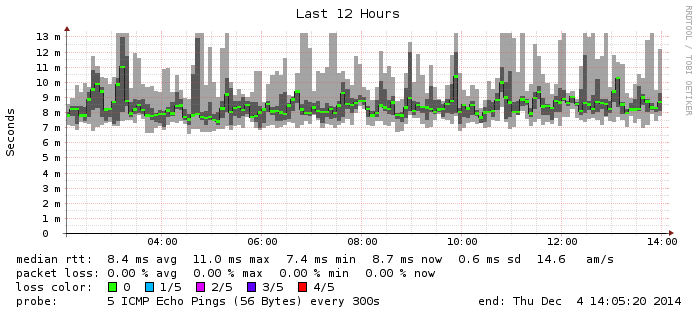 Last 12 Hours
RRDTOOL / TOBI OETIKER
Seconds
13 m
12 m
11 m
10 m
9 m
8 m
7 m
6 m
5 m
4 m
3 m
2 m
1 m
0
04:00 06:00 08:00 10:00 12:00 14:00
median rtt: 8.4 ms avg 11.0 ms max 7.4 ms min 8.7 ms now 0.6 ms sd 14.6 am/s
packet loss: 0.00 % avg 0.00 % max 0.00 % min 0.00 % now
loss color: 0 1/5 2/5 3/5 4/5
probe: 5 ICMP Echo Pings (56 Bytes) every 300s end: Thu Dec 4 14:05:20 2014